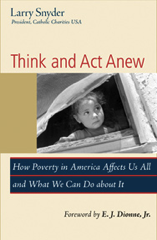 Larry Snyder
President, Catholic Charities USA
Think and Act Anew
How Poverty in America Affects Us All
and What We Can Do about It
Foreword by E. J. Dionne, Jr.